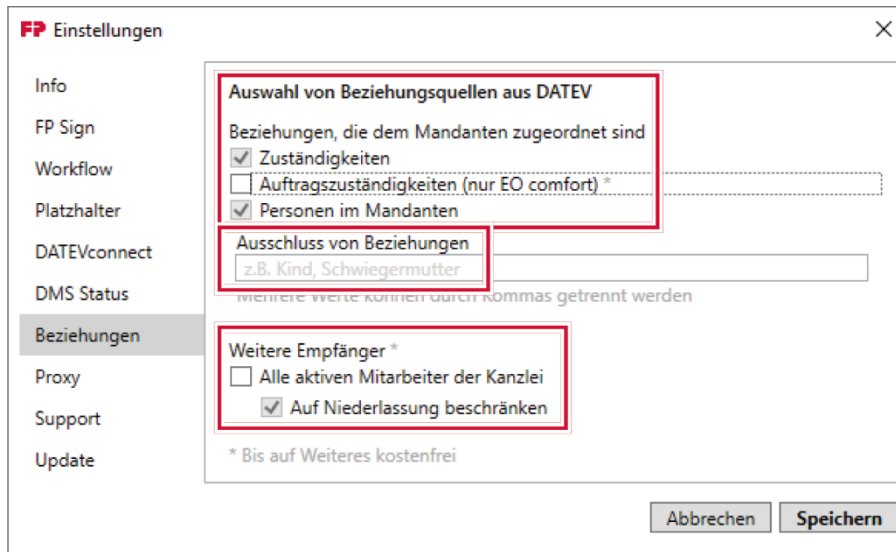 FP Einstellungen
Info
FP Sign
Workflow
Platzhalter
DATEVconnect
DMS Status
Beziehungen
Proxy
Support
Update
Auswahl von Beziehungsquellen aus DATEV
Beziehungen, die dem Mandanten zugeordnet sind
Zuständigkeiten
Auftragszuständigkeiten (nur EO comfort) *
Personen im Mandanten
Ausschluss von Beziehungen
z.B. Kind, Schwiegermutter
Mehrere Werte können durch Kommas getrennt werden
Weitere Empfänger *
Alle aktiven Mitarbeiter der Kanzlei
Auf Niederlassung beschränken
* Bis auf Weiteres kostenfrei
Abbrechen Speichern